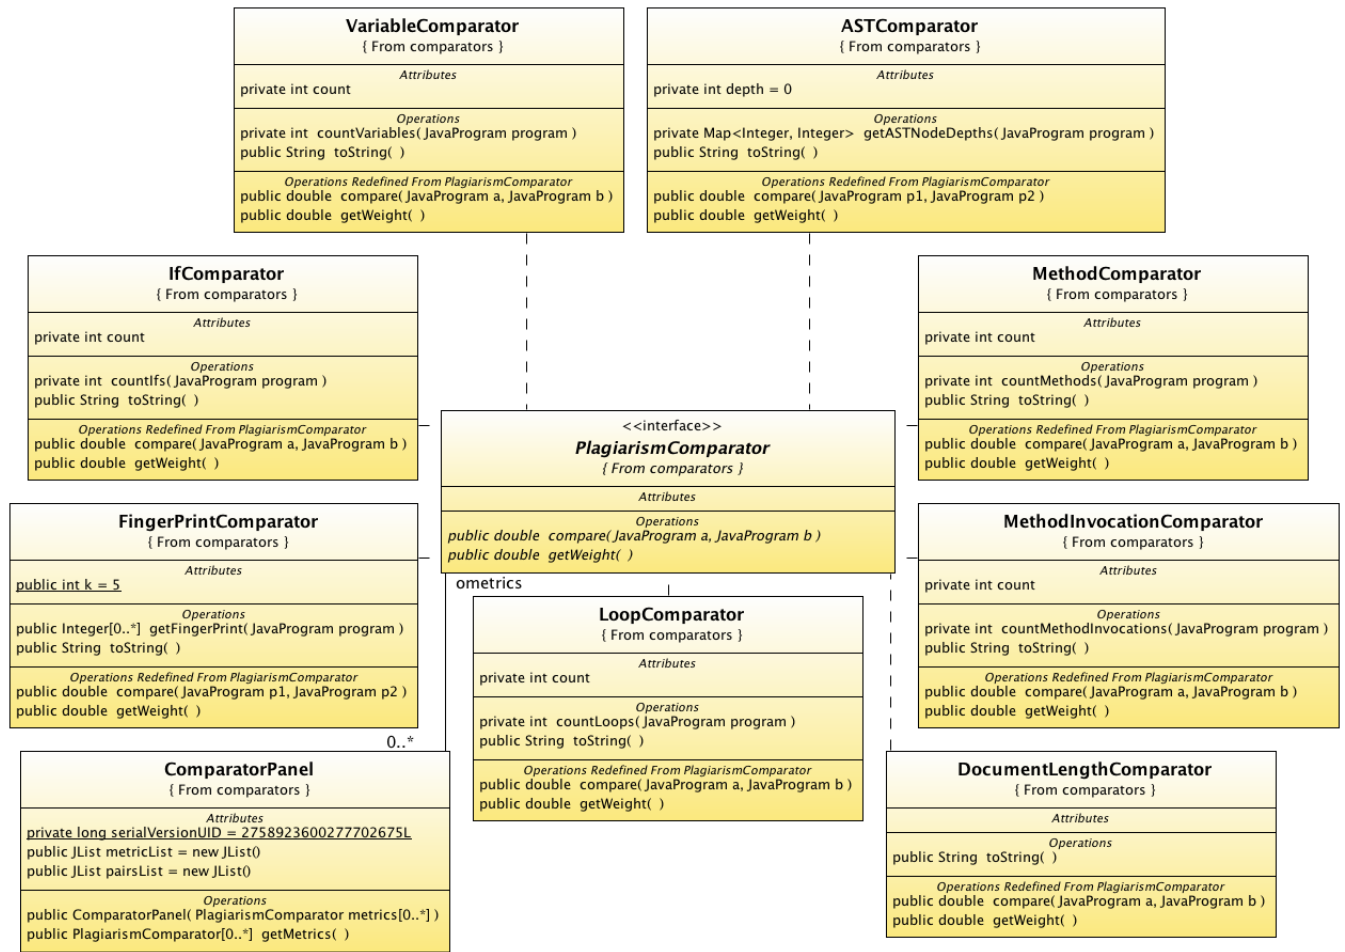 VariableComparator
{ From comparators }
Attributes
private int count
Operations
private int countVariables( JavaProgram program )
public String toString( )
Operations Redefined From PlagiarismComparator
public double compare( JavaProgram a, JavaProgram b )
public double getWeight( )
ASTComparator
{ From comparators }
Attributes
private int depth = 0
Operations
private Map<Integer, Integer> getASTNodeDepths( JavaProgram program )
public String toString( )
Operations Redefined From PlagiarismComparator
public double compare( JavaProgram p1, JavaProgram p2 )
public double getWeight( )
IfComparator
{ From comparators }
Attributes
private int count
Operations
private int countIfs( JavaProgram program )
public String toString( )
Operations Redefined From PlagiarismComparator
public double compare( JavaProgram a, JavaProgram b )
public double getWeight( )
MethodComparator
{ From comparators }
Attributes
private int count
Operations
private int countMethods( JavaProgram program )
public String toString( )
Operations Redefined From PlagiarismComparator
public double compare( JavaProgram a, JavaProgram b )
public double getWeight( )
<<interface>>
PlagiarismComparator
{ From comparators }
Attributes
Operations
public double compare( JavaProgram a, JavaProgram b )
public double getWeight( )
FingerPrintComparator
{ From comparators }
Attributes
public int k = 5
Operations
public Integer[0..*] getFingerPrint( JavaProgram program )
public String toString( )
Operations Redefined From PlagiarismComparator
public double compare( JavaProgram p1, JavaProgram p2 )
public double getWeight( )
MethodInvocationComparator
{ From comparators }
Attributes
private int count
Operations
private int countMethodInvocations( JavaProgram program )
public String toString( )
Operations Redefined From PlagiarismComparator
public double compare( JavaProgram a, JavaProgram b )
public double getWeight( )
ometrics
LoopComparator
{ From comparators }
Attributes
private int count
Operations
private int countLoops( JavaProgram program )
public String toString( )
Operations Redefined From PlagiarismComparator
public double compare( JavaProgram a, JavaProgram b )
public double getWeight( )
0..*
ComparatorPanel
{ From comparators }
Attributes
private long serialVersionUID = 2758923600277702675L
public JList metricList = new JList()
public JList pairsList = new JList()
Operations
public ComparatorPanel( PlagiarismComparator metrics[0..*] )
public PlagiarismComparator[0..*] getMetrics( )
DocumentLengthComparator
{ From comparators }
Attributes
Operations
public String toString( )
Operations Redefined From PlagiarismComparator
public double compare( JavaProgram a, JavaProgram b )
public double getWeight( )